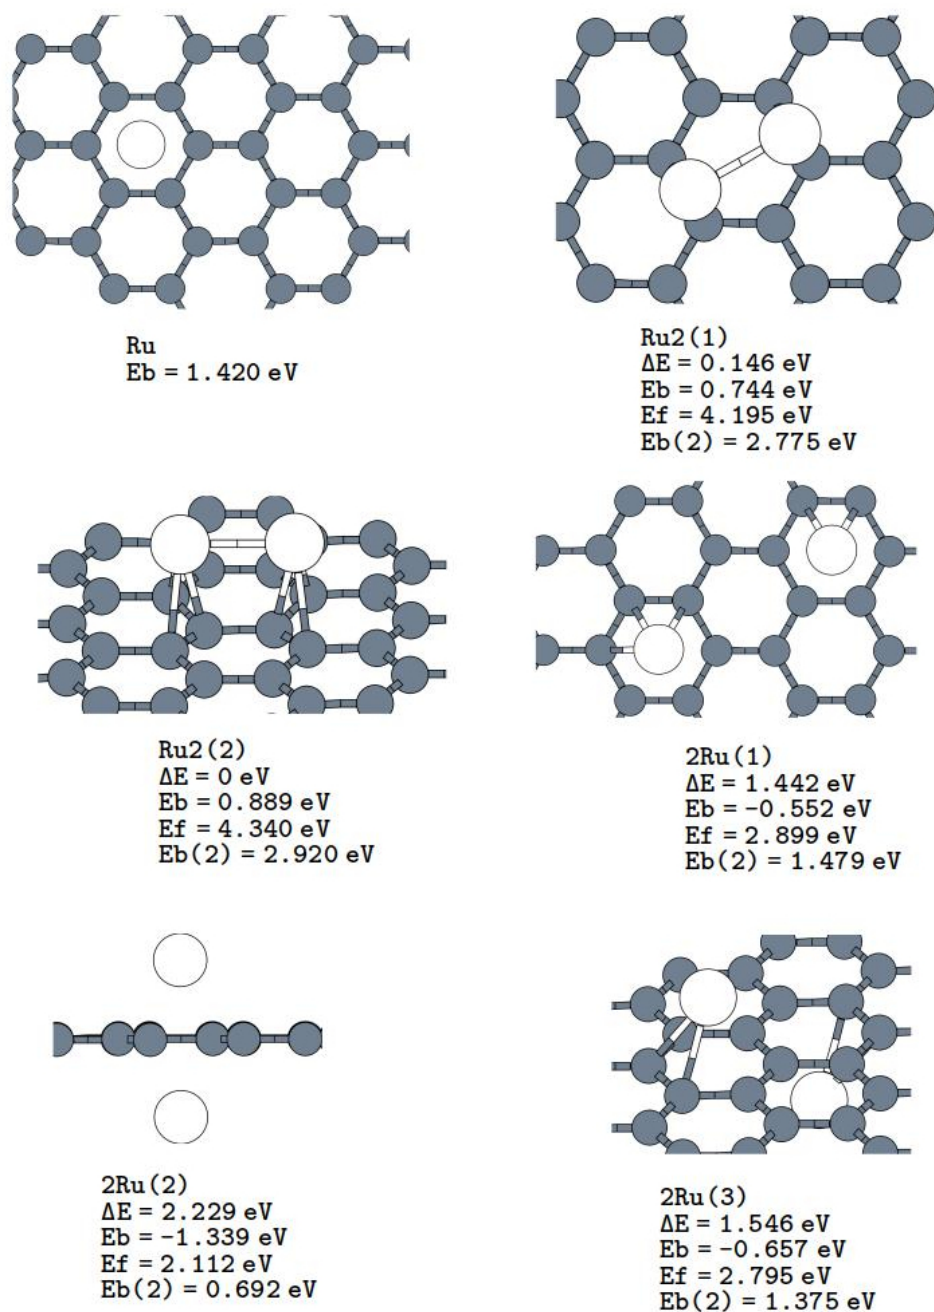 Ru
Eb = 1.420 eV
Ru2(1)
ΔE = 0.146 eV
Eb = 0.744 eV
Ef = 4.195 eV
Eb(2) = 2.775 eV
Ru2(2)
ΔE = 0 eV
Eb = 0.889 eV
Ef = 4.340 eV
Eb(2) = 2.920 eV
2Ru(1)
ΔE = 1.442 eV
Eb = -0.552 eV
Ef = 2.899 eV
Eb(2) = 1.479 eV
2Ru(2)
ΔE = 2.229 eV
Eb = -1.339 eV
Ef = 2.112 eV
Eb(2) = 0.692 eV
2Ru(3)
ΔE = 1.546 eV
Eb = -0.657 eV
Ef = 2.795 eV
Eb(2) = 1.375 eV